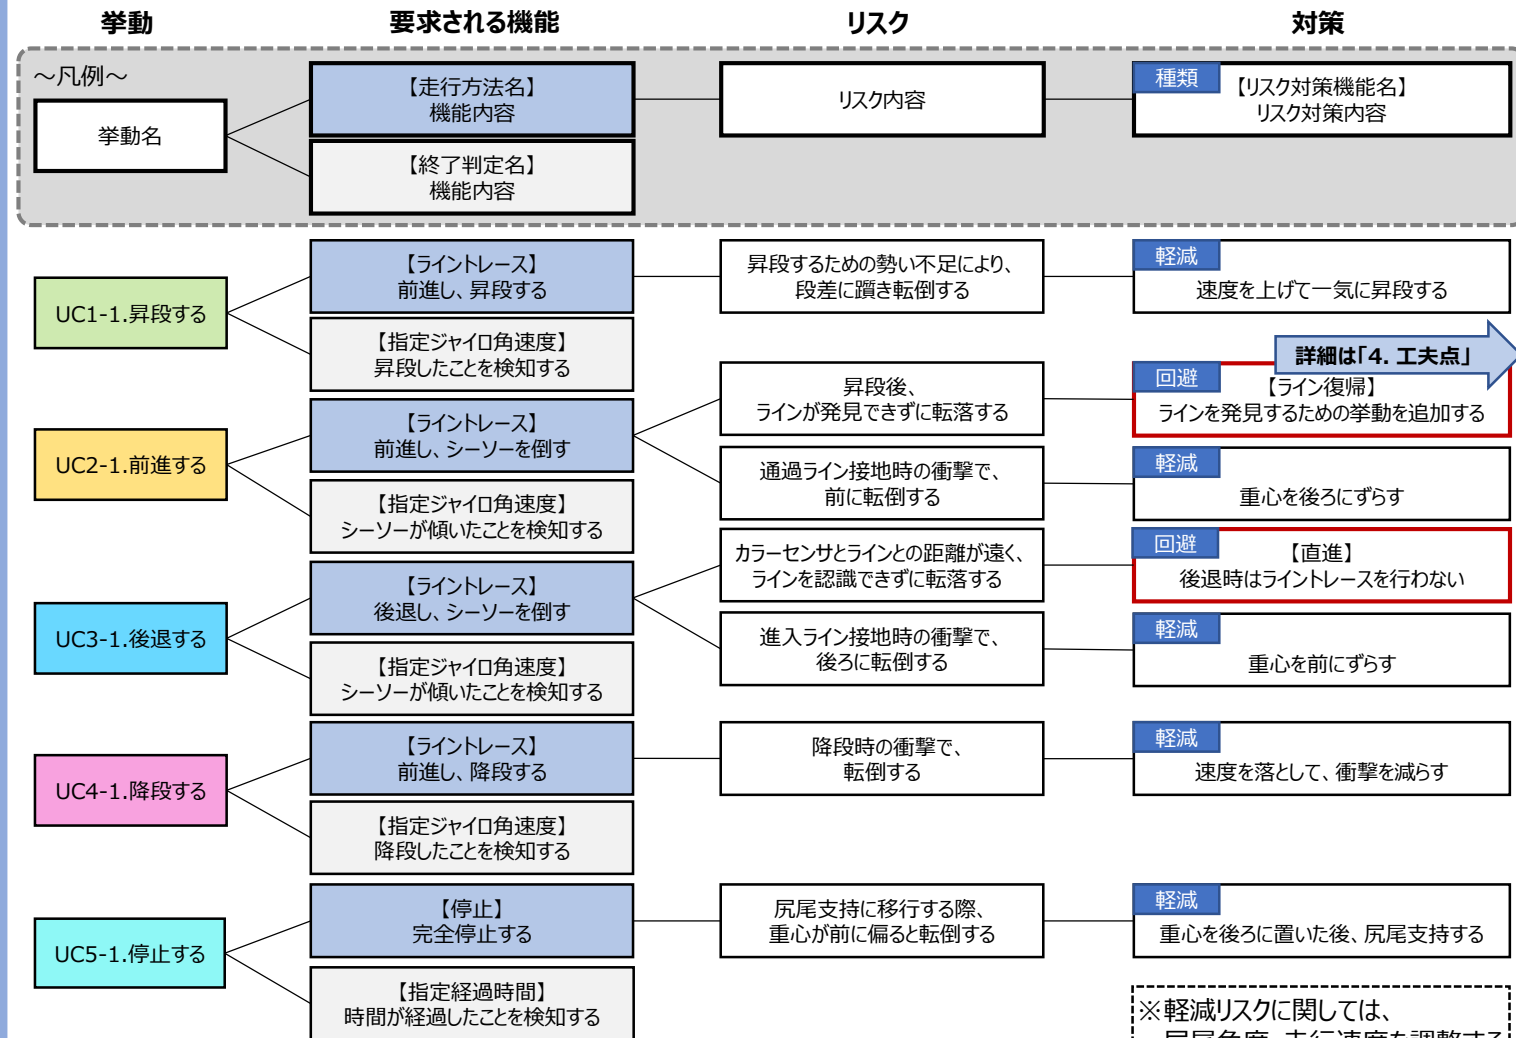 挙動
要求される機能
リスク
対策
～凡例～
挙動名
【走行方法名】
機能内容
【終了判定名】
機能内容
リスク内容
種類
【リスク対策機能名】
リスク対策内容
UC1-1.昇段する
【ライントレース】
前進し、昇段する
【指定ジャイロ角速度】
昇段したことを検知する
昇段するための勢い不足により、
段差に躓き転倒する
軽減
速度を上げて一気に昇段する
詳細は「4. 工夫点」
UC2-1.前進する
【ライントレース】
前進し、シーソーを倒す
【指定ジャイロ角速度】
シーソーが傾いたことを検知する
昇段後、
ラインが発見できずに転落する
回避
【ライン復帰】
ラインを発見するための挙動を追加する
通過ライン接地時の衝撃で、
前に転倒する
軽減
重心を後ろにずらす
UC3-1.後退する
【ライントレース】
後退し、シーソーを倒す
【指定ジャイロ角速度】
シーソーが傾いたことを検知する
カラーセンサとラインとの距離が遠く、
ラインを認識できずに転落する
回避
【直進】
後退時はライントレースを行わない
進入ライン接地時の衝撃で、
後ろに転倒する
軽減
重心を前にずらす
UC4-1.降段する
【ライントレース】
前進し、降段する
【指定ジャイロ角速度】
降段したことを検知する
降段時の衝撃で、
転倒する
軽減
速度を落として、衝撃を減らす
UC5-1.停止する
【停止】
完全停止する
【指定経過時間】
時間が経過したことを検知する
尻尾支持に移行する際、
重心が前に偏ると転倒する
軽減
重心を後ろに置いた後、尻尾支持する
※軽減リスクに関しては、
尻尾角度、走行速度を調整する